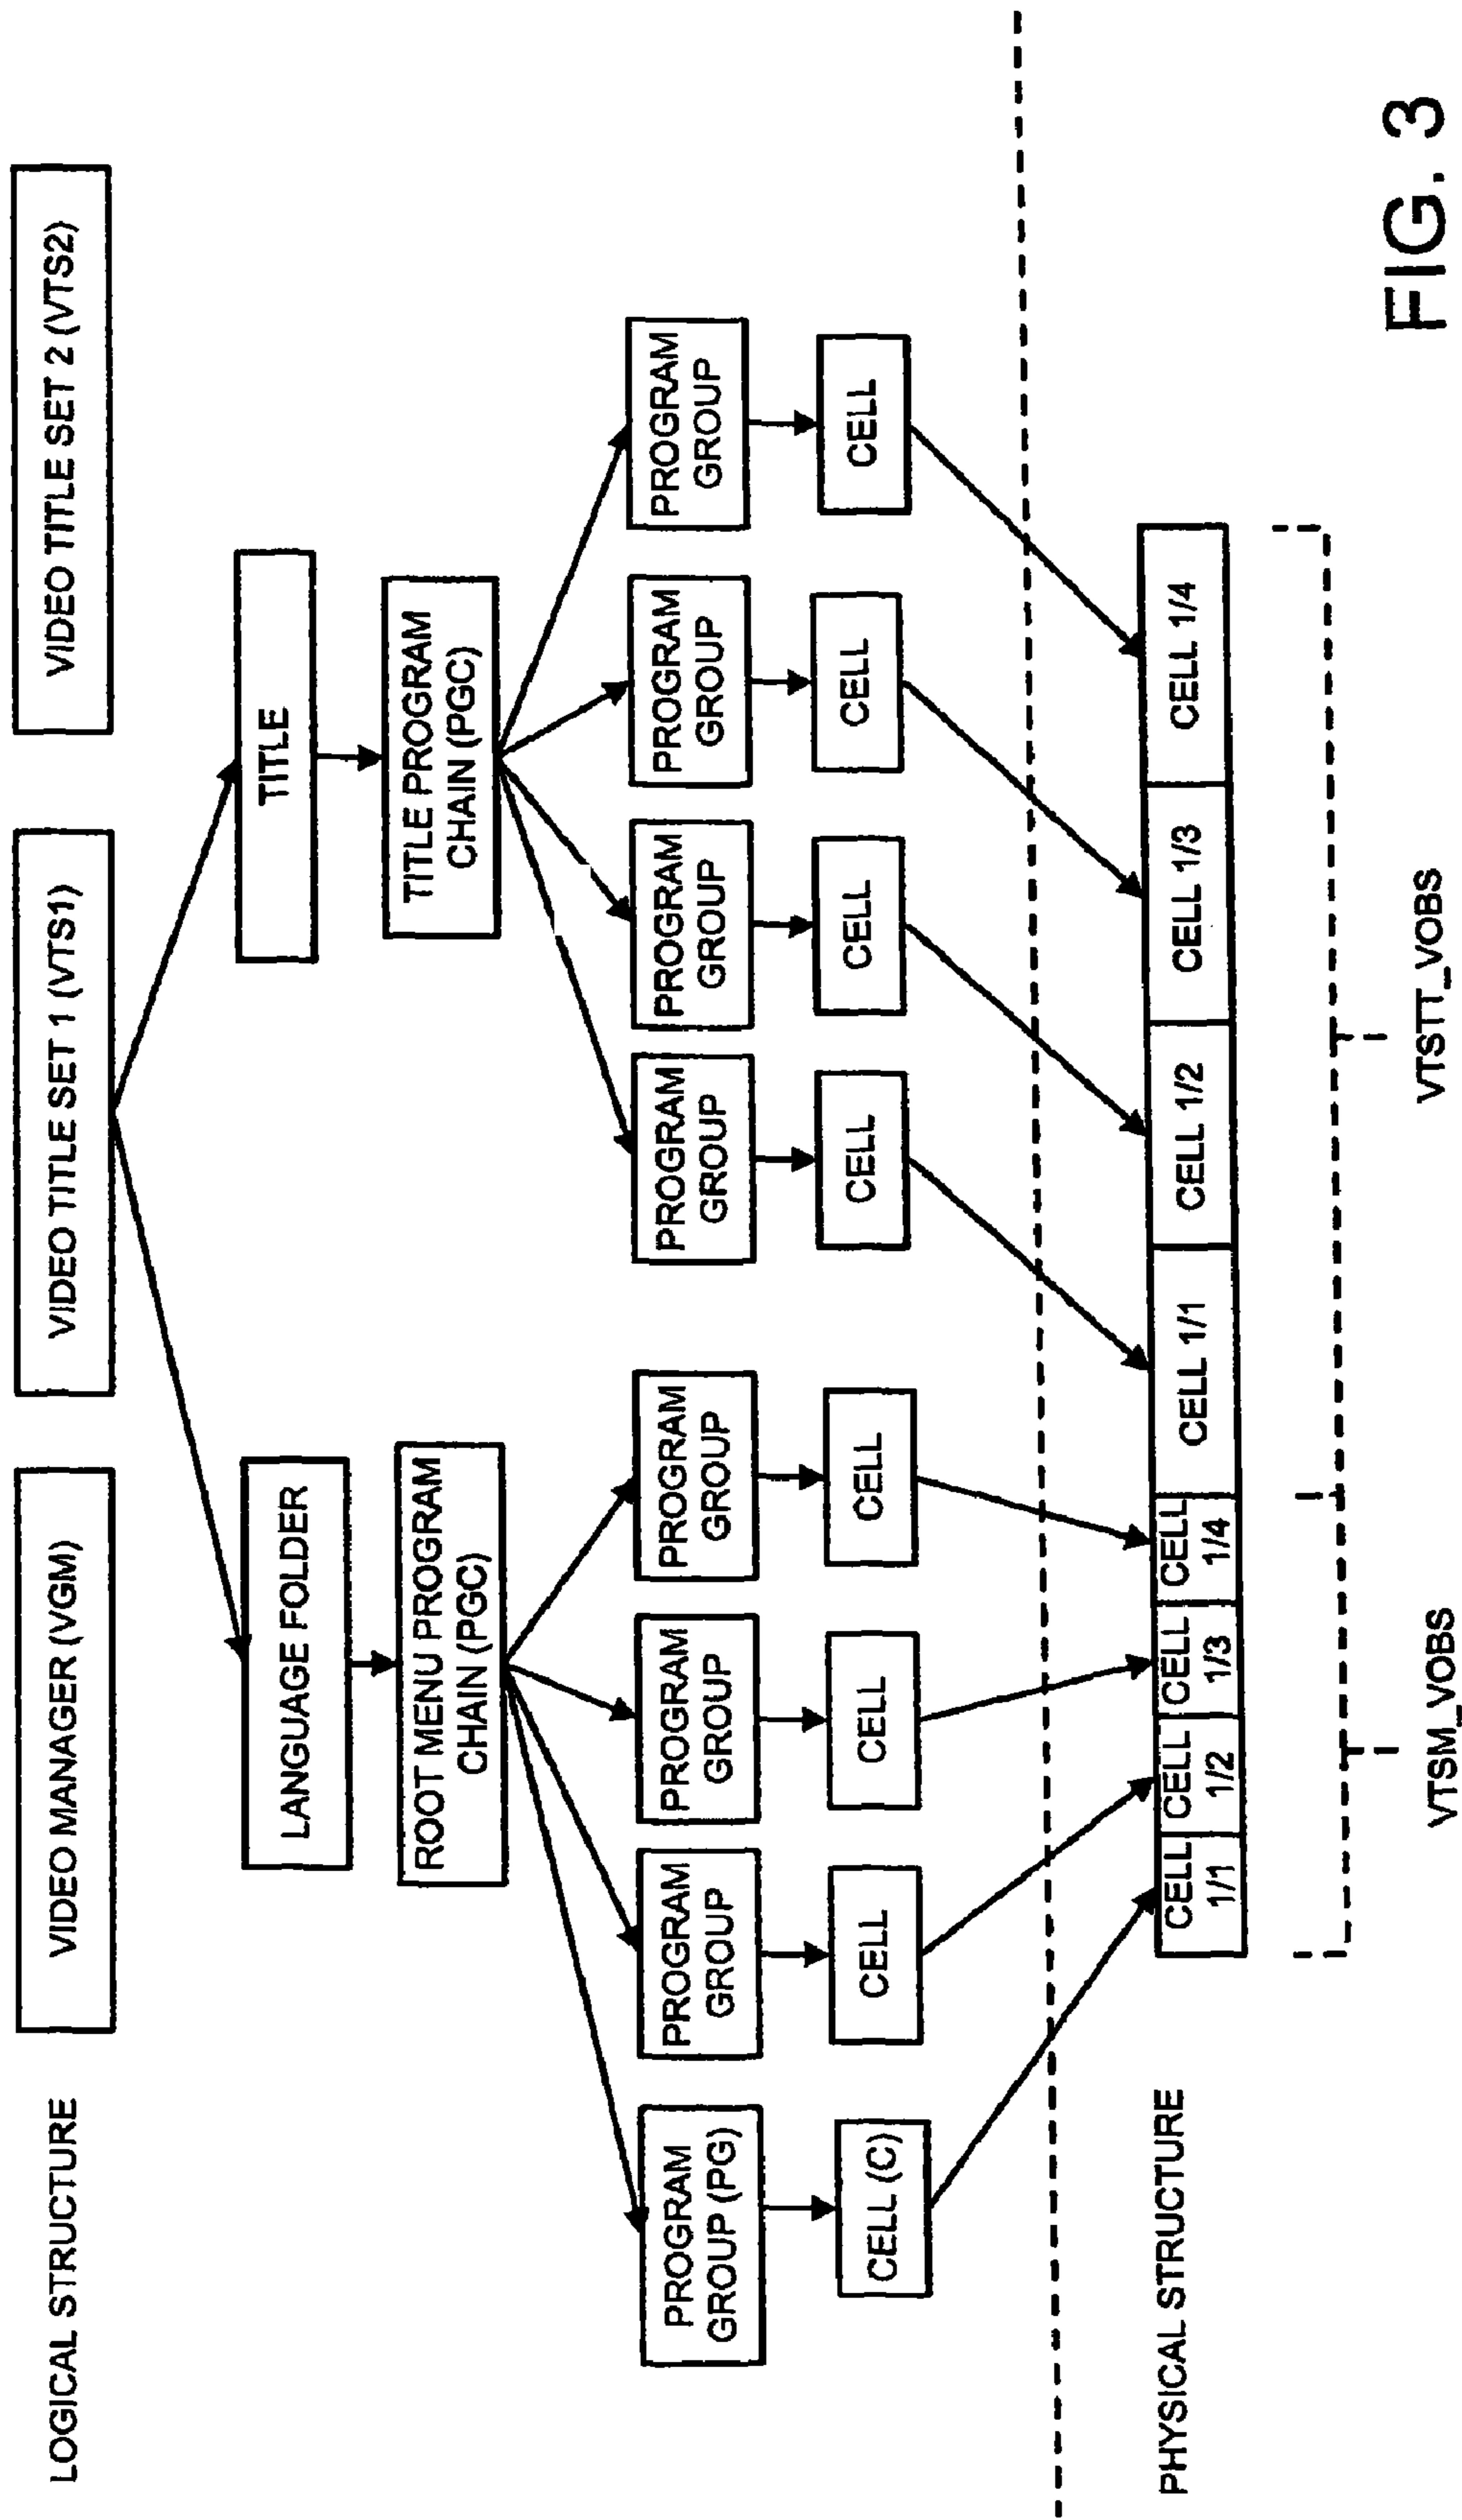 LOGICAL STRUCTURE
VIDEO MANAGER (VGM)
VIDEO TITLE SET 1 (VTS1)
VIDEO TITLE SET 2 (VTS2)
LANGUAGE FOLDER
TITLE
ROOT MENU PROGRAM
CHAIN (PGC)
TITLE PROGRAM
CHAIN (PGC)
PROGRAM
GROUP (PG)
PROGRAM
GROUP
PROGRAM
GROUP
PROGRAM
GROUP
PROGRAM
GROUP
PROGRAM
GROUP
PROGRAM
GROUP
PROGRAM
GROUP
CELL (C)
CELL
CELL
CELL
CELL
CELL
CELL
CELL
PHYSICAL STRUCTURE
CELL
1/1
CELL
1/2
CELL
1/3
CELL
1/4
CELL 1/1
CELL 1/2
CELL 1/3
CELL 1/4
VTSM_VOBS
VTSTT_VOBS
FIG. 3